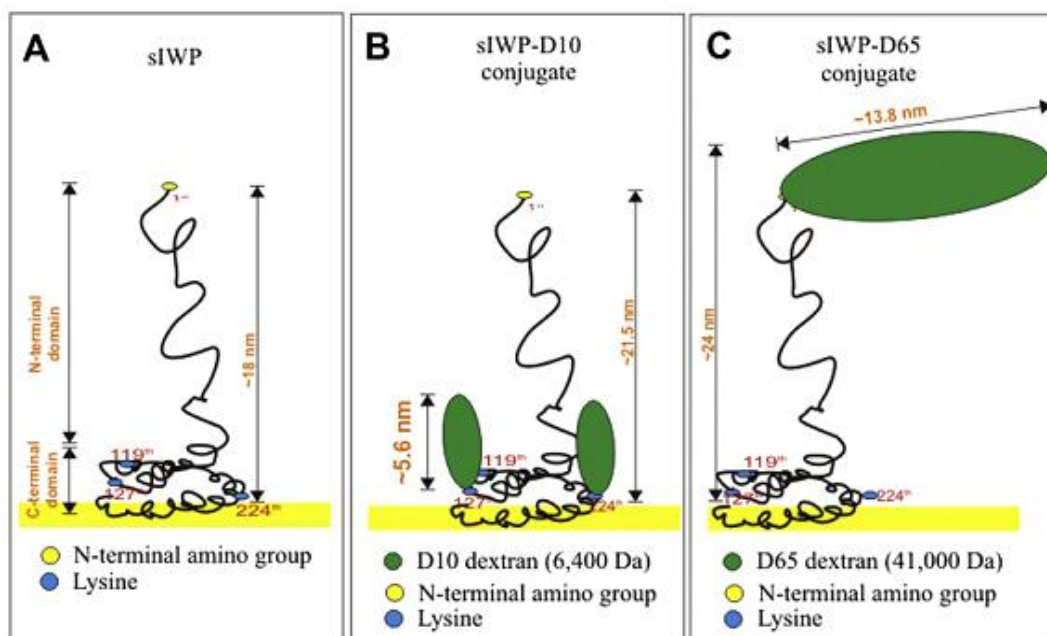 A
sIWP
N-terminal
domain
C-terminal
domain
~18 nm
119th
127th
224th
N-terminal amino group
Lysine
B
sIWP-D10
conjugate
~21.5 nm
~5.6 nm
119th
127
224th
D10 dextran (6,400 Da)
N-terminal amino group
Lysine
C
sIWP-D65
conjugate
~13.8 nm
~24 nm
119th
127th
224th
D65 dextran (41,000 Da)
N-terminal amino group
Lysine